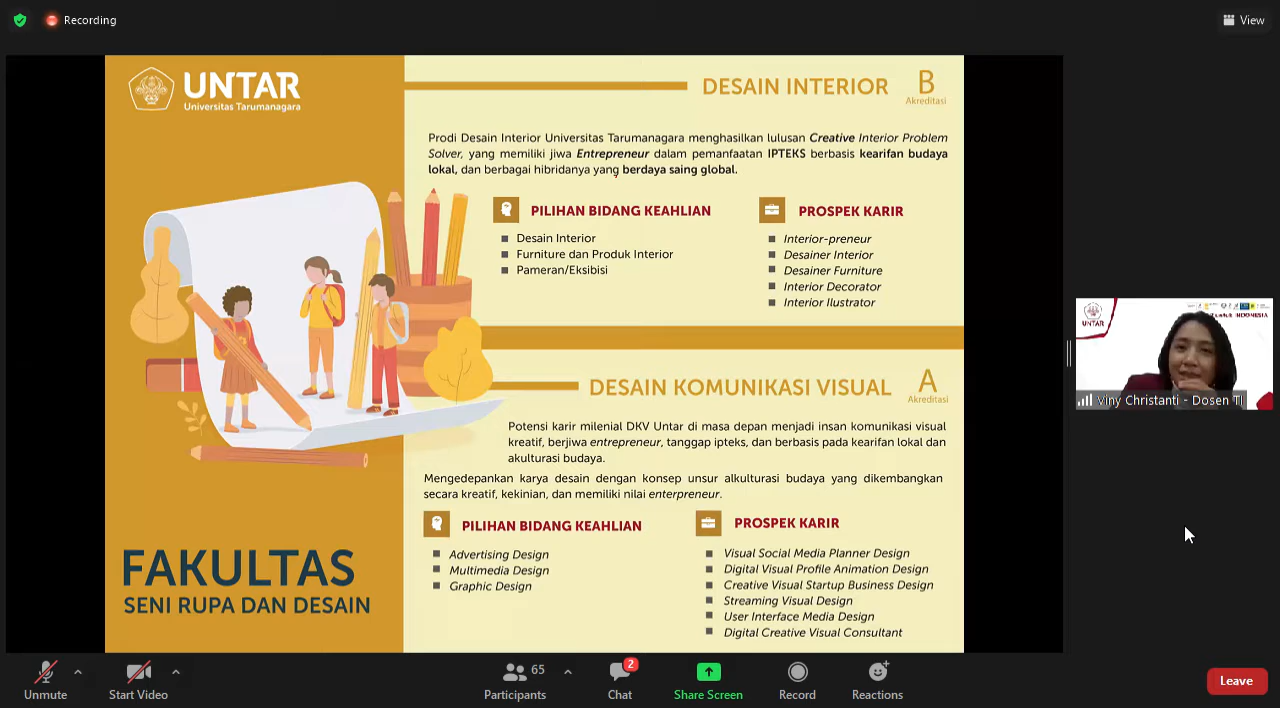 Recording
View
UNTAR
Universitas Tarumanagara
DESAIN INTERIOR
B
Akreditasi
Prodi Desain Interior Universitas Tarumanagara menghasilkan lulusan Creative Interior Problem
Solver, yang memiliki jiwa Entrepreneur dalam pemanfaatan IPTEKS berbasis kearifan budaya
lokal, dan berbagai hibridanya yang berdaya saing global.
PILIHAN BIDANG KEAHLIAN
Desain Interior
Furniture dan Produk Interior
Pameran/Eksibisi
PROSPEK KARIR
Interior-preneur
Desainer Interior
Desainer Furniture
Interior Decorator
Interior Ilustrator
DESAIN KOMUNIKASI VISUAL
A
Akreditasi
Potensi karir milenial DKV Untar di masa depan menjadi insan komunikasi visual
kreatif, berjiwa entrepreneur, tanggap ipteks, dan berbasis pada kearifan lokal dan
akulturasi budaya.
Mengedepankan karya desain dengan konsep unsur alkulturasi budaya yang dikembangkan
secara kreatif, kekinian, dan memiliki nilai enterpreneur.
PILIHAN BIDANG KEAHLIAN
Advertising Design
Multimedia Design
Graphic Design
PROSPEK KARIR
Visual Social Media Planner Design
Digital Visual Profile Animation Design
Creative Visual Startup Business Design
Streaming Visual Design
User Interface Media Design
Digital Creative Visual Consultant
FAKULTAS
SENI RUPA DAN DESAIN
UNTAR
INDONESIA
Viny Christanti - Dosen TI
Unmute
Start Video
65
Participants
2
Chat
Share Screen
Record
Reactions
Leave